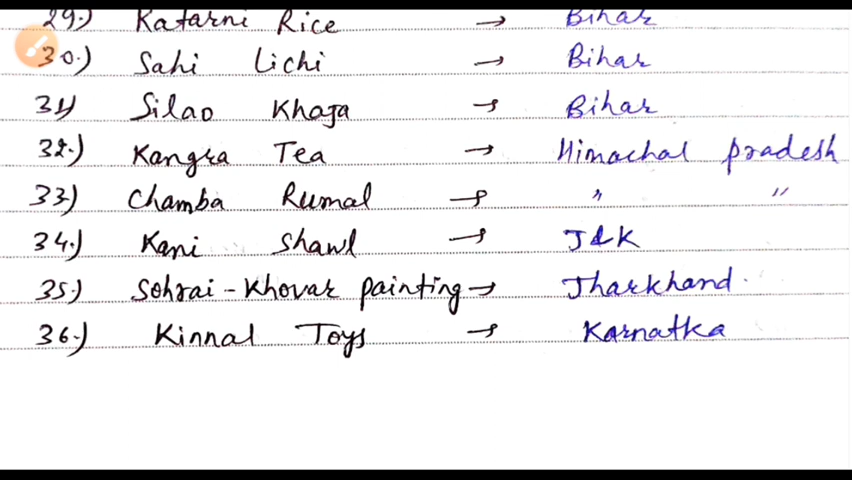 29.) Katarni Rice → Bihar
30.) Sahi Lichi → Bihar
31) Silao Khaja → Bihar
32.) Kangra Tea → Himachal pradesh
33.) Chamba Rumal → " "
34.) Kani Shawl → J&K
35.) Sohrai - Khovar painting → Jharkhand.
36.) Kinnal Toys → Karnatka